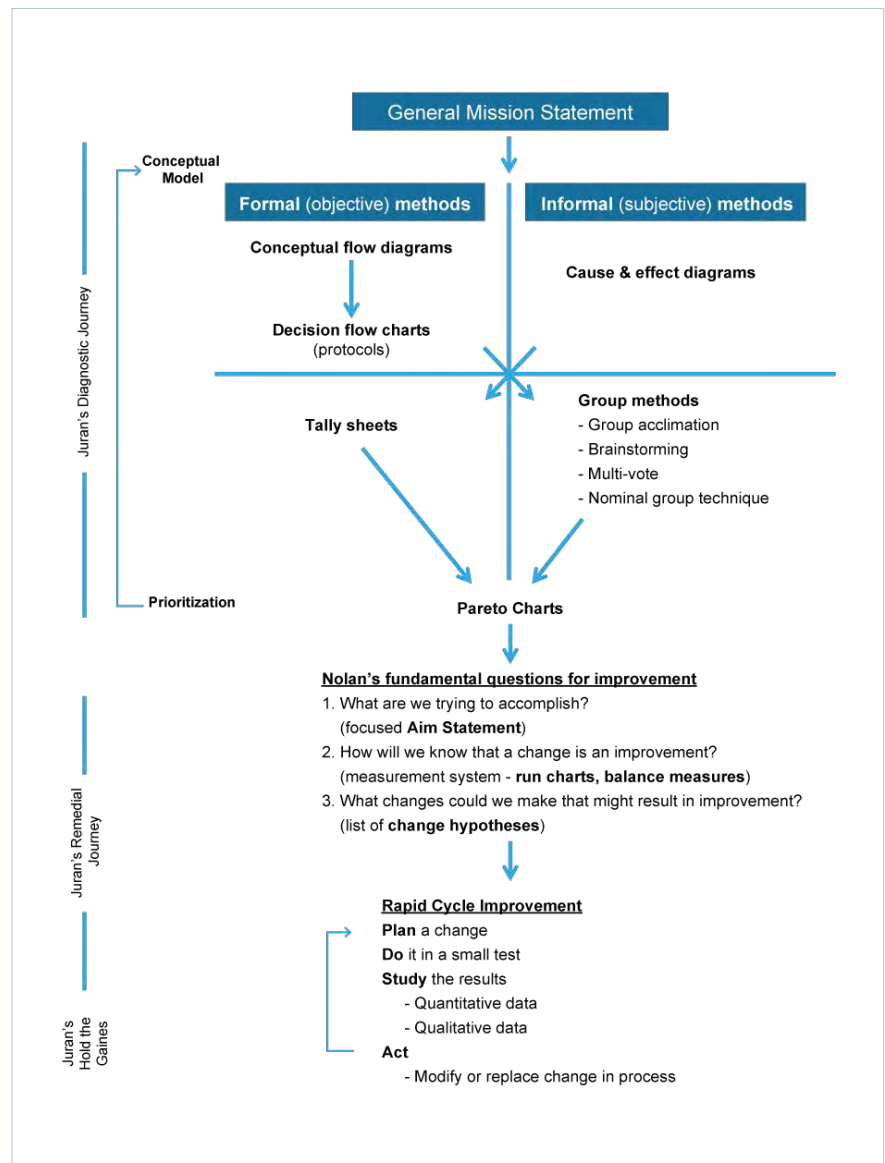 General Mission Statement
Conceptual
Model
Formal (objective) methods
Informal (subjective) methods
Conceptual flow diagrams
Cause & effect diagrams
Decision flow charts
(protocols)
Juran's Diagnostic Journey
Tally sheets
Group methods
- Group acclimation
- Brainstorming
- Multi-vote
- Nominal group technique
Prioritization
Pareto Charts
Nolan's fundamental questions for improvement
1. What are we trying to accomplish?
(focused Aim Statement)
2. How will we know that a change is an improvement?
(measurement system - run charts, balance measures)
3. What changes could we make that might result in improvement?
(list of change hypotheses)
Juran's Remedial
Journey
Rapid Cycle Improvement
Plan a change
Do it in a small test
Study the results
- Quantitative data
- Qualitative data
Act
- Modify or replace change in process
Juran's
Hold the
Gaines